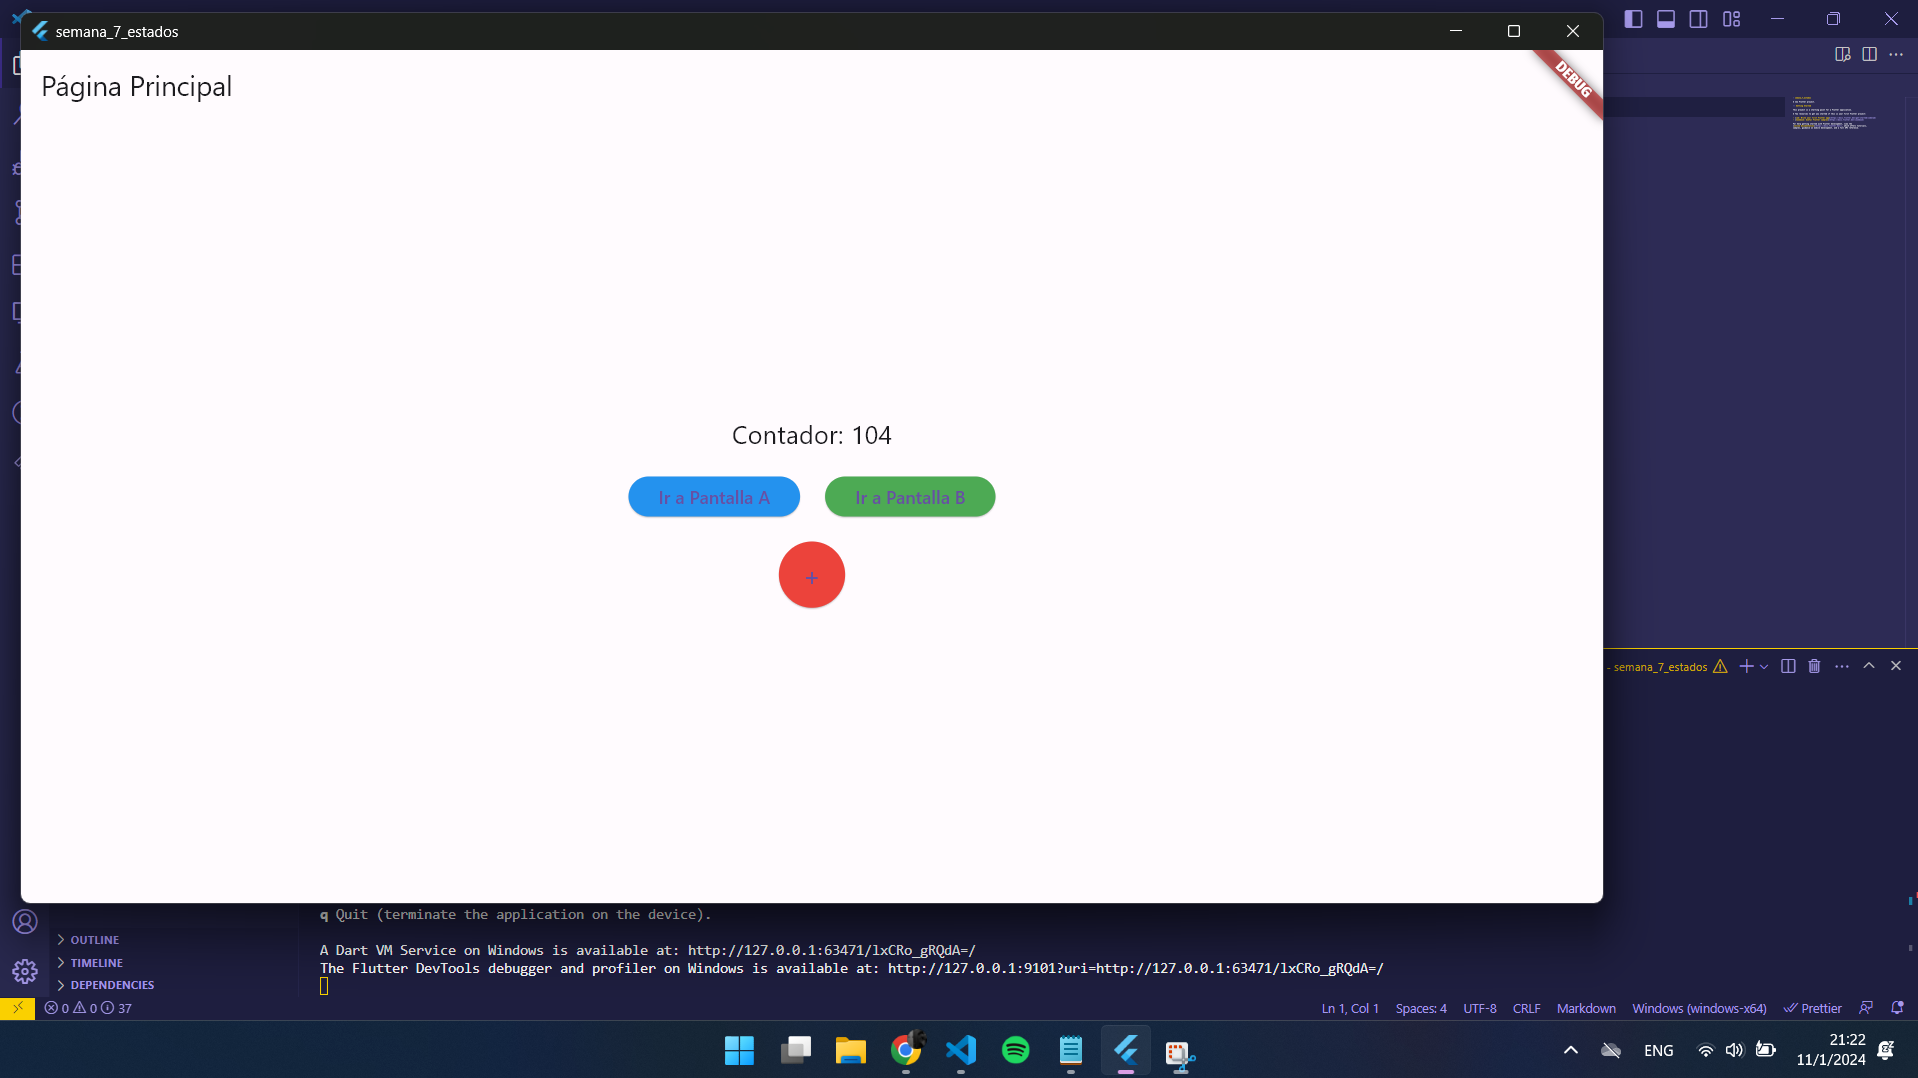 semana_7_estados
Página Principal
DEBUG
Contador: 104
Ir a Pantalla A
Ir a Pantalla B
+
- semana_7_estados
q Quit (terminate the application on the device).
A Dart VM Service on Windows is available at: http://127.0.0.1:63471/lxCRo_gRQdA=/
The Flutter DevTools debugger and profiler on Windows is available at: http://127.0.0.1:9101?uri=http://127.0.0.1:63471/lxCRo_gRQdA=/
OUTLINE
TIMELINE
DEPENDENCIES
0 0 37
Ln 1, Col 1 Spaces: 4 UTF-8 CRLF Markdown Windows (windows-x64) Prettier
ENG
21:22
11/1/2024